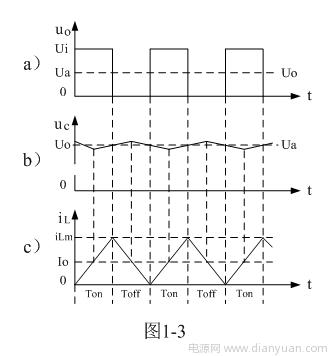 uo
Ui
a)
Ua
Uo
0
t
uc
Uo
Ua
b)
0
t
iL
iLm
c)
Io
0
t
Ton
Toff
Ton
Toff
Ton
图1-3
电源网 www.dianyuan.com